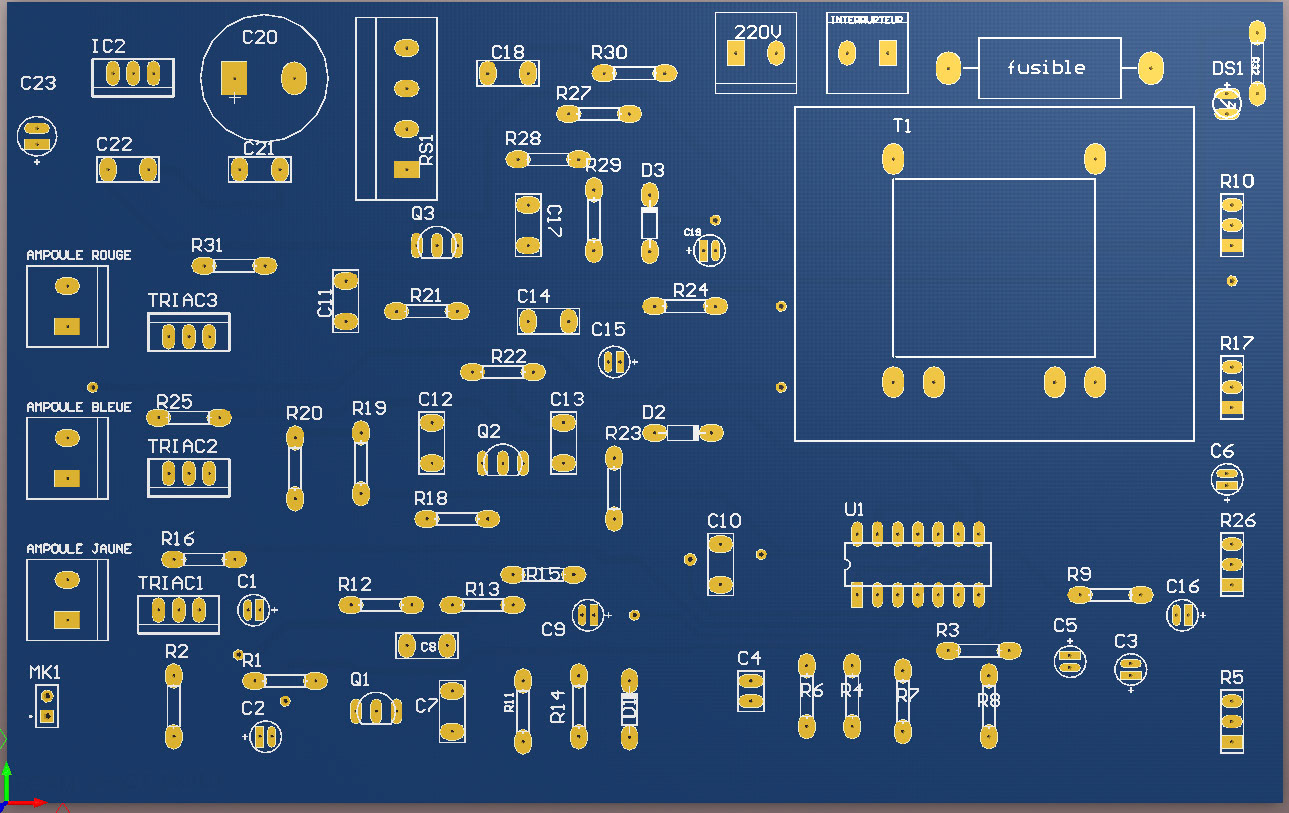 220V
INTERRUPTEUR
IC2
C20
C18
R30
fusible
DS1
R32
C23
R27
T1
C22
C21
RS1
R28
R29
D3
R10
Q3
C17
C19
AMPOULE ROUGE
R31
TRIAC3
C11
R21
C14
R24
C15
R17
R22
AMPOULE BLEUE
R25
R20
R19
C12
C13
D2
TRIAC2
Q2
R23
C6
R18
C10
U1
R26
AMPOULE JAUNE
R16
TRIAC1
C1
R12
R13
R15
R9
C16
C9
C8
R3
C5
C3
MK1
R2
R1
Q1
C7
R11
R14
D1
C4
R6
R4
R7
R8
R5
C2